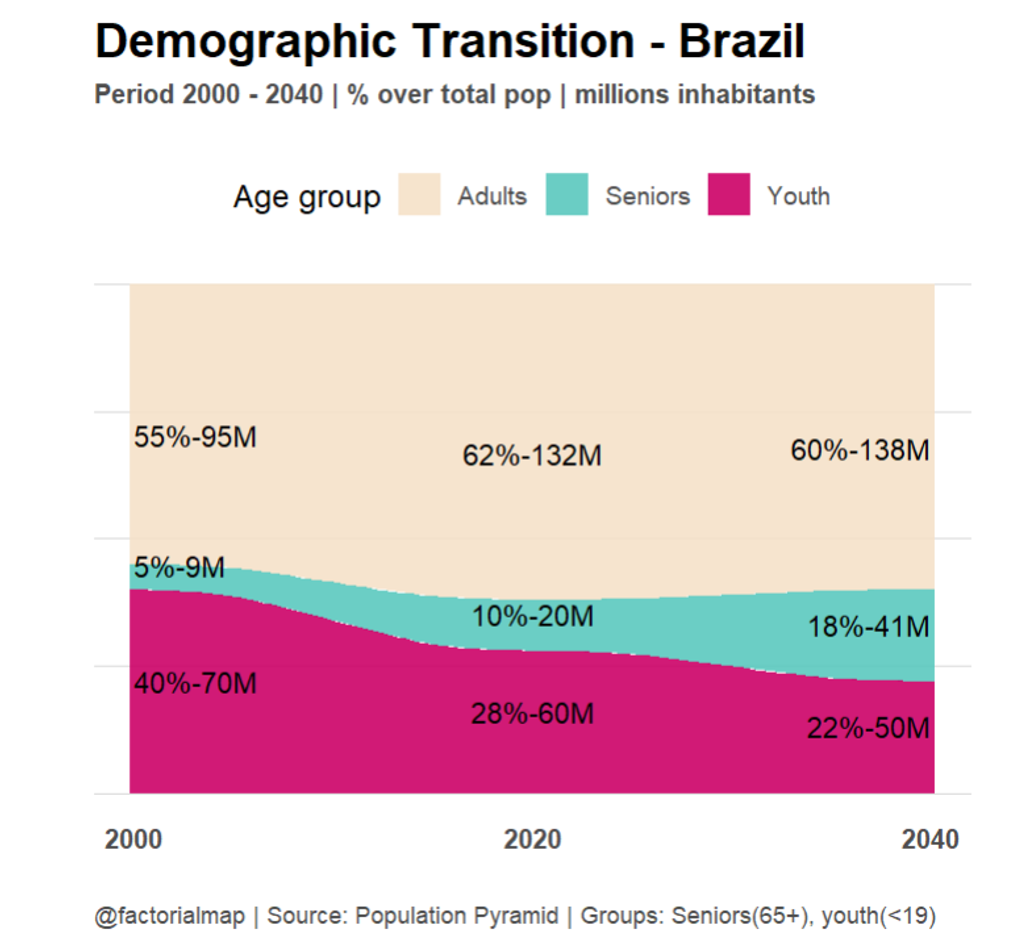 Demographic Transition - Brazil
Period 2000 - 2040 | % over total pop | millions inhabitants
Age group Adults Seniors Youth
55%-95M 62%-132M 60%-138M
5%-9M 10%-20M 18%-41M
40%-70M 28%-60M 22%-50M
2000 2020 2040
@factorialmap | Source: Population Pyramid | Groups: Seniors(65+), youth(<19)